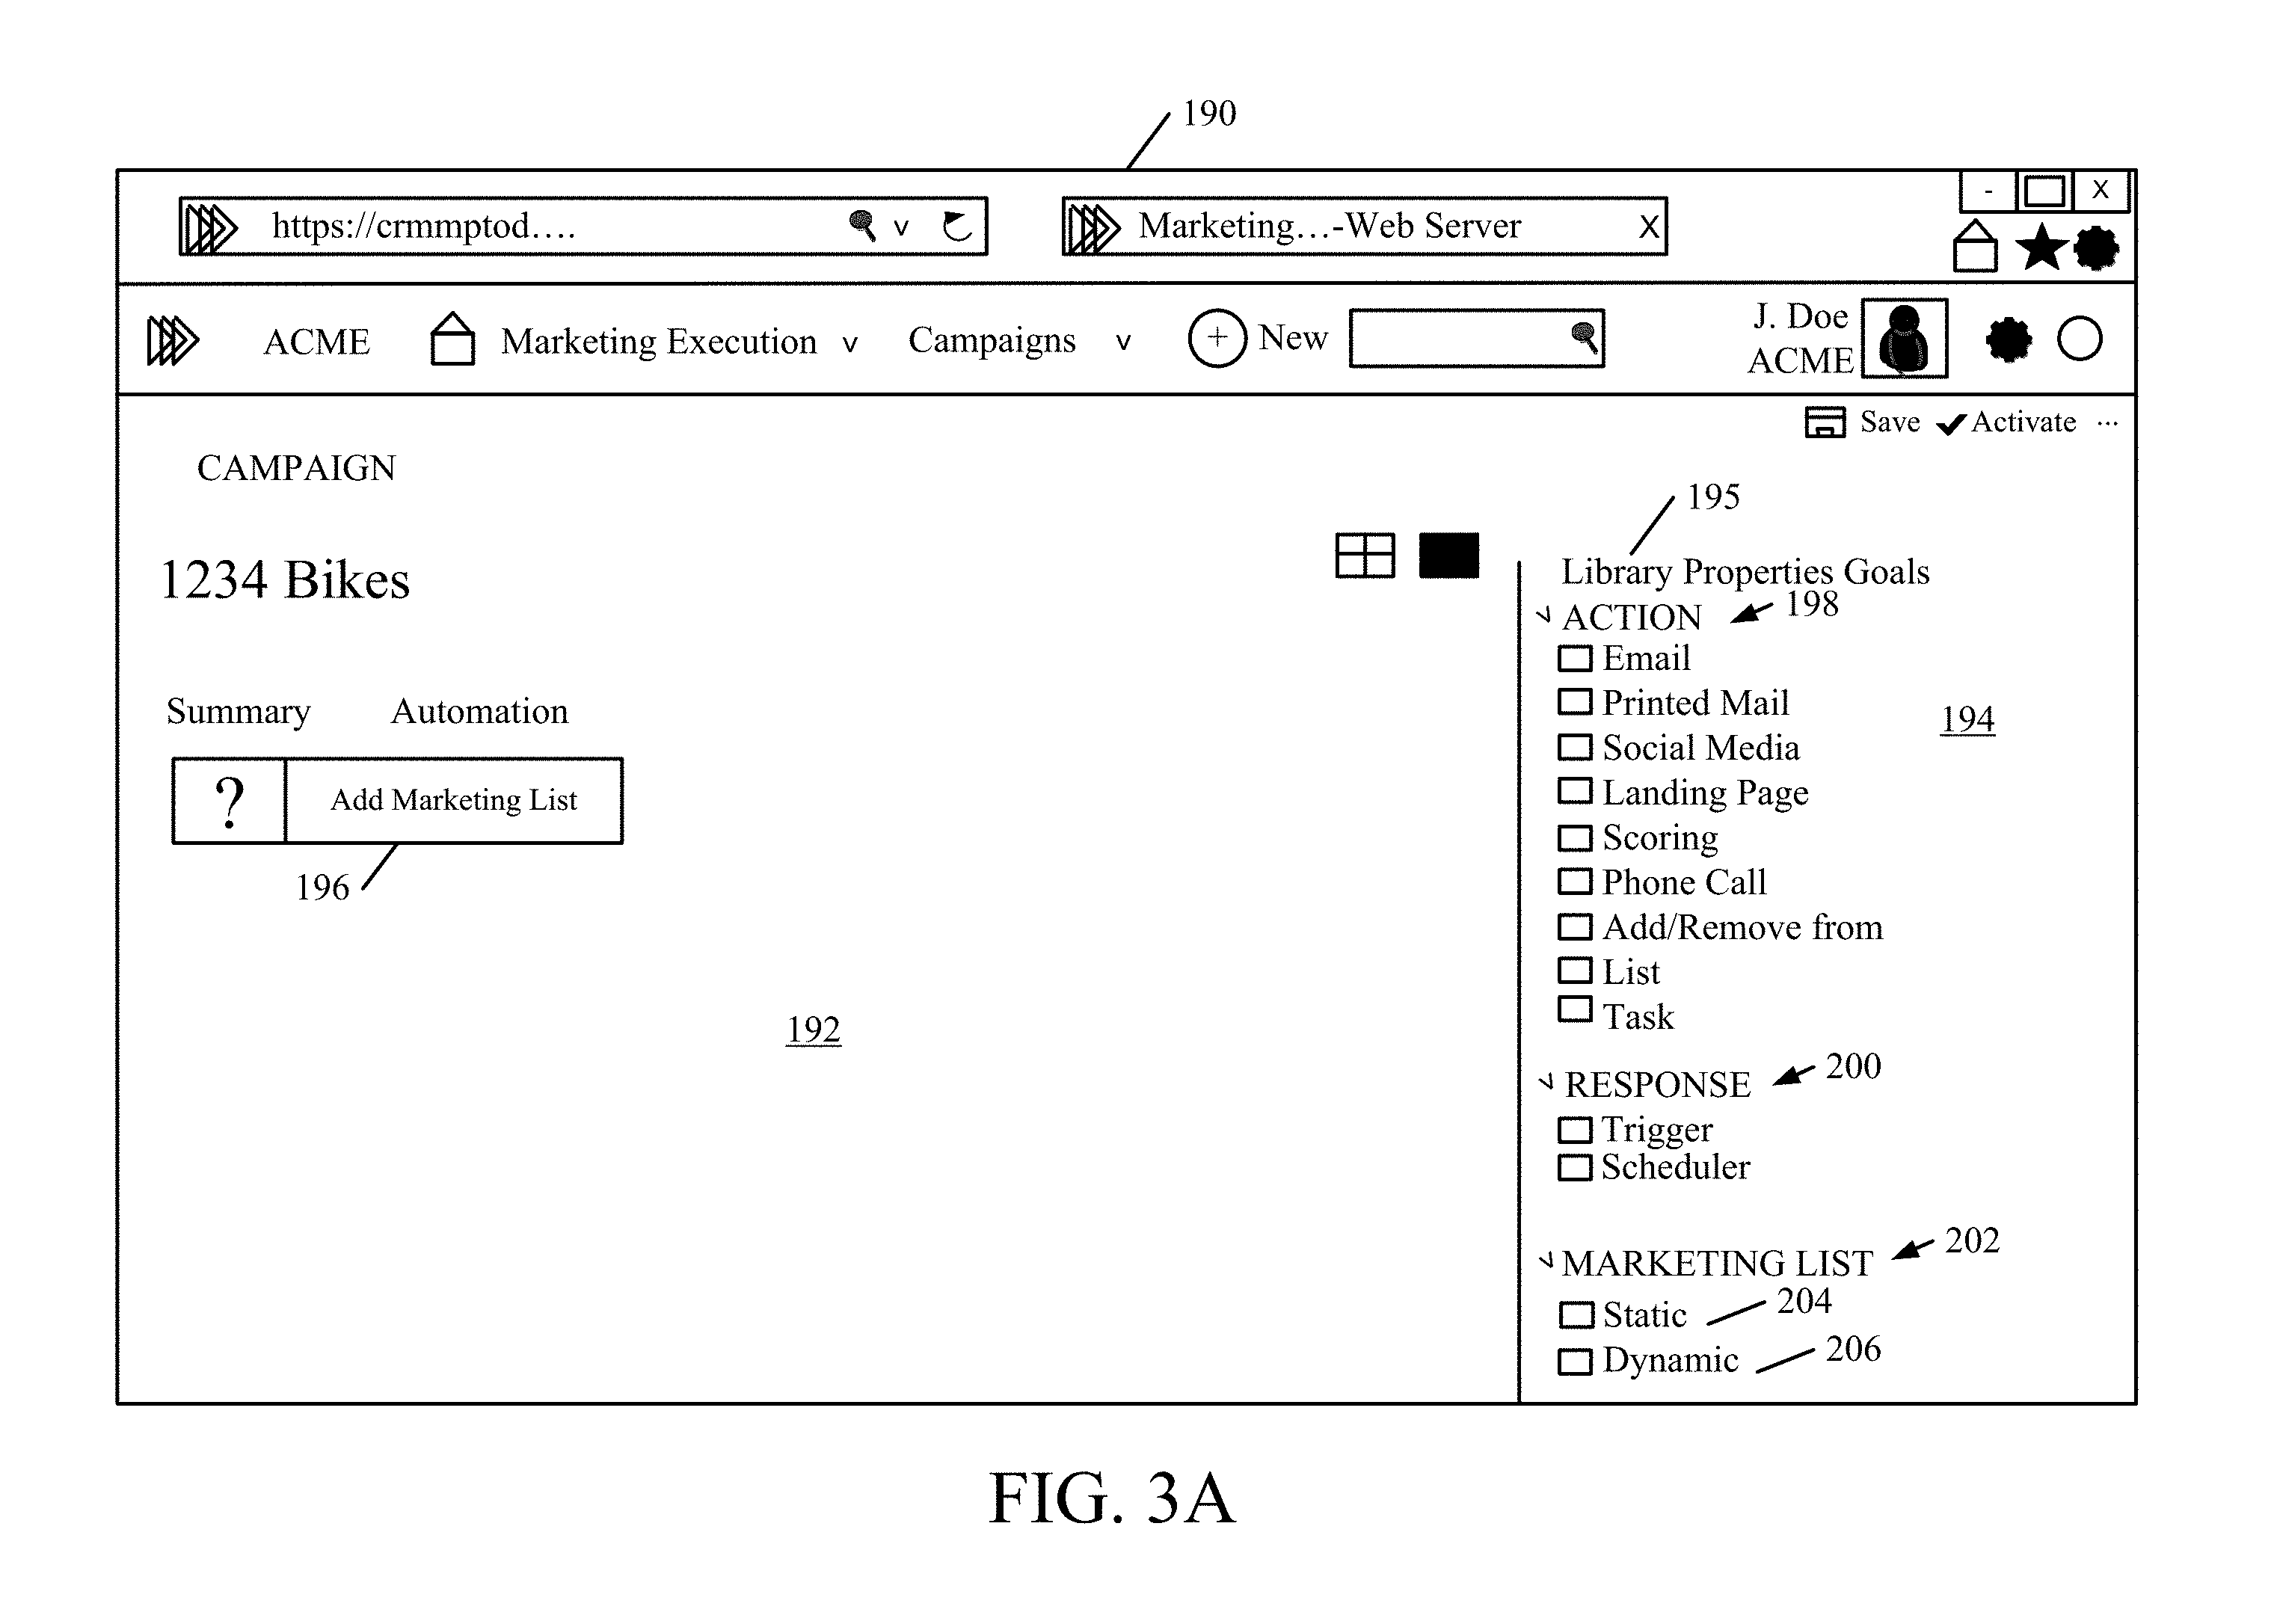 190
https://crmmptod....
v
Marketing...-Web Server
X
-
X
ACME
Marketing Execution v
Campaigns v
+ New
J. Doe
ACME
Save
Activate ...
CAMPAIGN
1234 Bikes
Summary
Automation
? Add Marketing List
196
192
195
Library Properties Goals
ACTION
198
Email
Printed Mail
Social Media
Landing Page
Scoring
Phone Call
Add/Remove from
List
Task
194
RESPONSE
200
Trigger
Scheduler
MARKETING LIST
202
Static
204
Dynamic
206
FIG. 3A